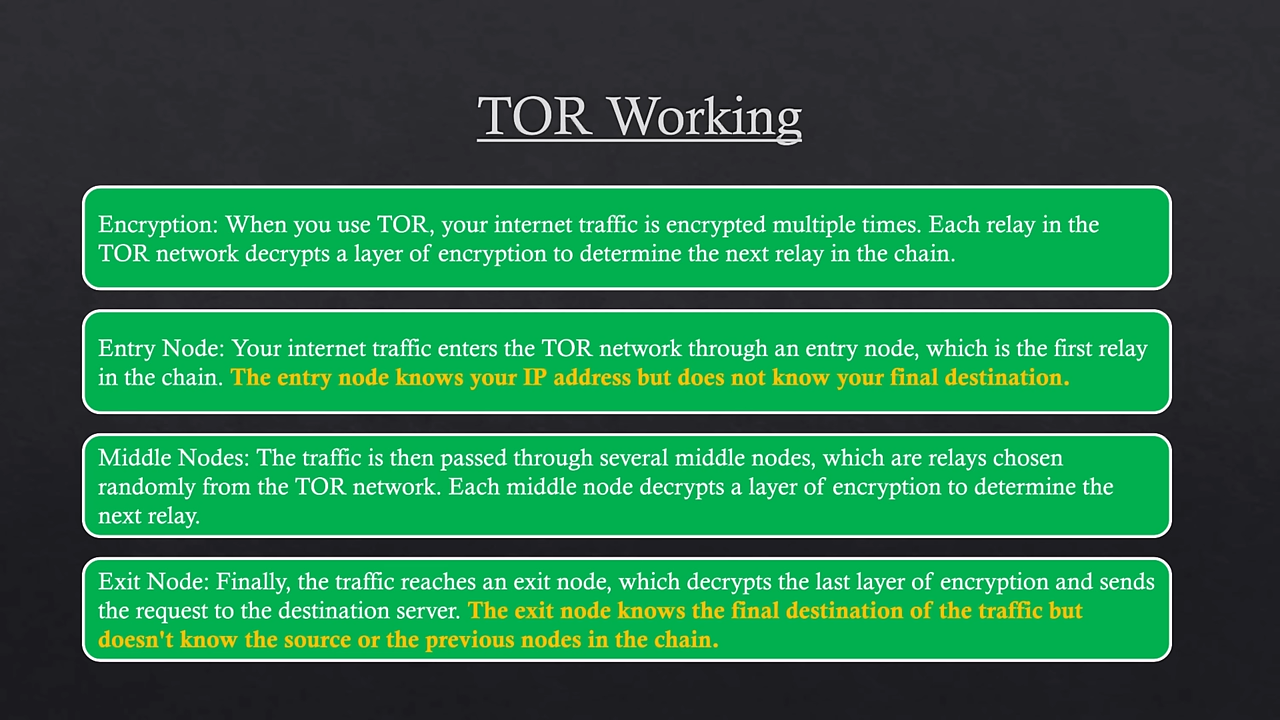 TOR Working
Encryption: When you use TOR, your internet traffic is encrypted multiple times. Each relay in the
TOR network decrypts a layer of encryption to determine the next relay in the chain.
Entry Node: Your internet traffic enters the TOR network through an entry node, which is the first relay
in the chain. The entry node knows your IP address but does not know your final destination.
Middle Nodes: The traffic is then passed through several middle nodes, which are relays chosen
randomly from the TOR network. Each middle node decrypts a layer of encryption to determine the
next relay.
Exit Node: Finally, the traffic reaches an exit node, which decrypts the last layer of encryption and sends
the request to the destination server. The exit node knows the final destination of the traffic but
doesn't know the source or the previous nodes in the chain.